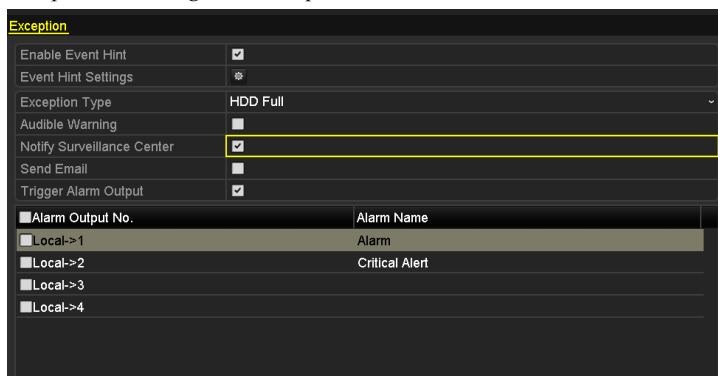 Exception
Enable Event Hint
Event Hint Settings
Exception Type HDD Full
Audible Warning
Notify Surveillance Center
Send Email
Trigger Alarm Output
Alarm Output No. Alarm Name
Local->1 Alarm
Local->2 Critical Alert
Local->3
Local->4